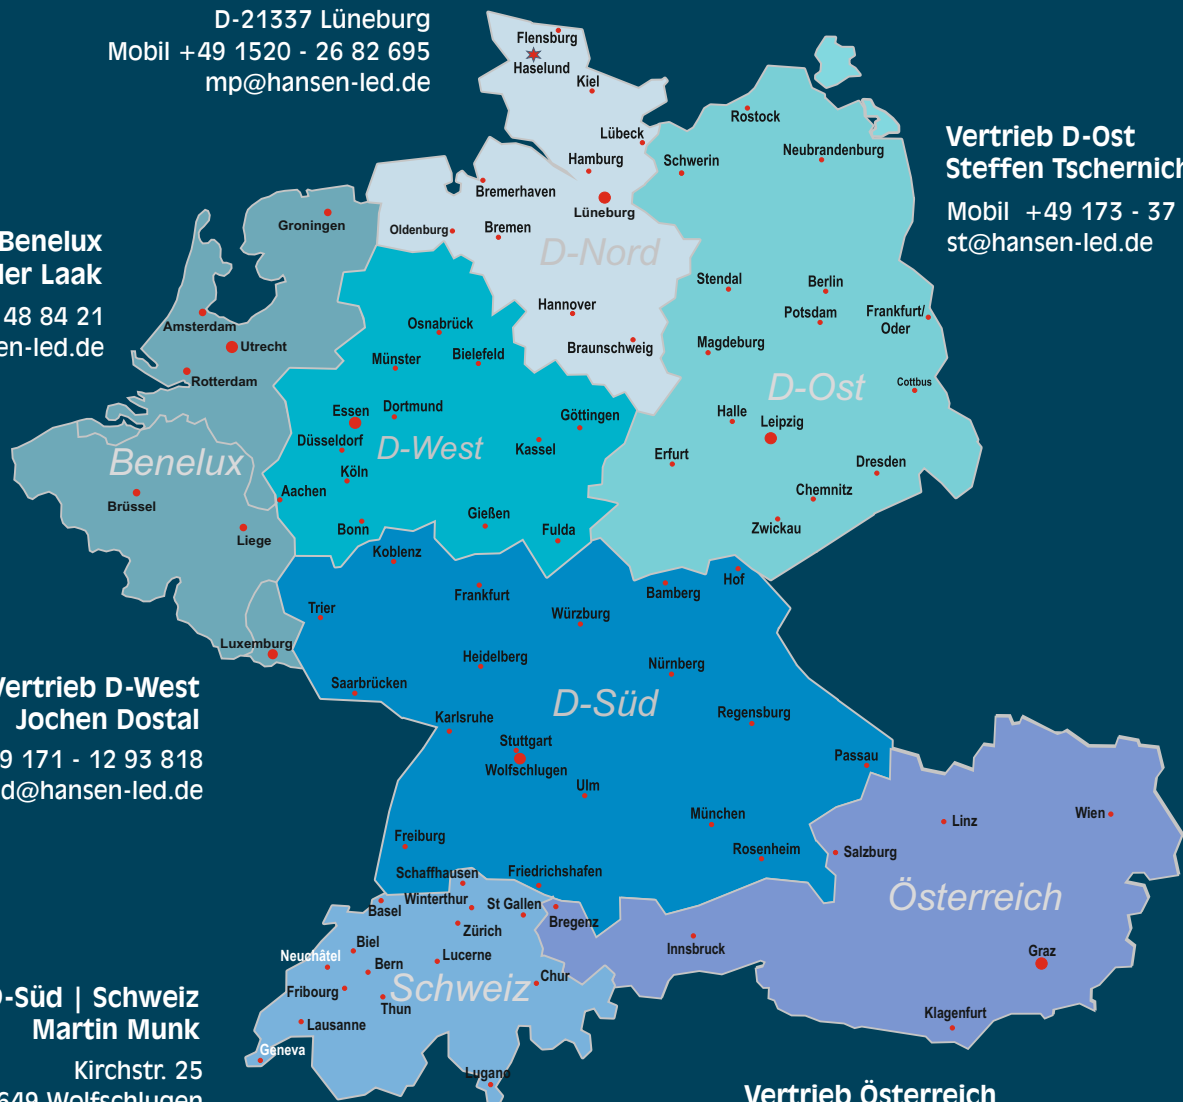 D-21337 Lüneburg
Mobil +49 1520 - 26 82 695
mp@hansen-led.de
Vertrieb D-Ost
Steffen Tschernich
Mobil +49 173 - 37
st@hansen-led.de
Benelux
Laak
48 84 21
en-led.de
Flensburg
Haselund
Kiel
Lübeck
Hamburg
Bremerhaven
Lüneburg
Oldenburg
Bremen
D-Nord
Hannover
Braunschweig
Rostock
Neubrandenburg
Schwerin
Stendal
Berlin
Potsdam
Frankfurt/
Oder
Magdeburg
D-Ost
Cottbus
Halle
Leipzig
Erfurt
Dresden
Chemnitz
Zwickau
Groningen
Amsterdam
Utrecht
Rotterdam
Benelux
Brüssel
Liege
Luxemburg
Osnabrück
Münster
Bielefeld
Essen
Dortmund
Göttingen
Düsseldorf
D-West
Kassel
Köln
Aachen
Bonn
Gießen
Fulda
Koblenz
Frankfurt
Bamberg
Hof
Trier
Würzburg
Heidelberg
Nürnberg
Saarbrücken
D-Süd
Karlsruhe
Regensburg
Stuttgart
Wolfschlugen
Passau
Ulm
München
Freiburg
Rosenheim
Friedrichshafen
Vertrieb D-West
Jochen Dostal
9 171 - 12 93 818
d@hansen-led.de
Linz
Wien
Salzburg
Österreich
Bregenz
Innsbruck
Graz
Klagenfurt
Schaffhausen
Winterthur
St Gallen
Basel
Zürich
Biel
Neuchâtel
Bern
Lucerne
Chur
Fribourg
Schweiz
Thun
Lausanne
Geneva
Lugano
D-Süd | Schweiz
Martin Munk
Kirchstr. 25
649 Wolfschlugen
Vertrieb Österreich